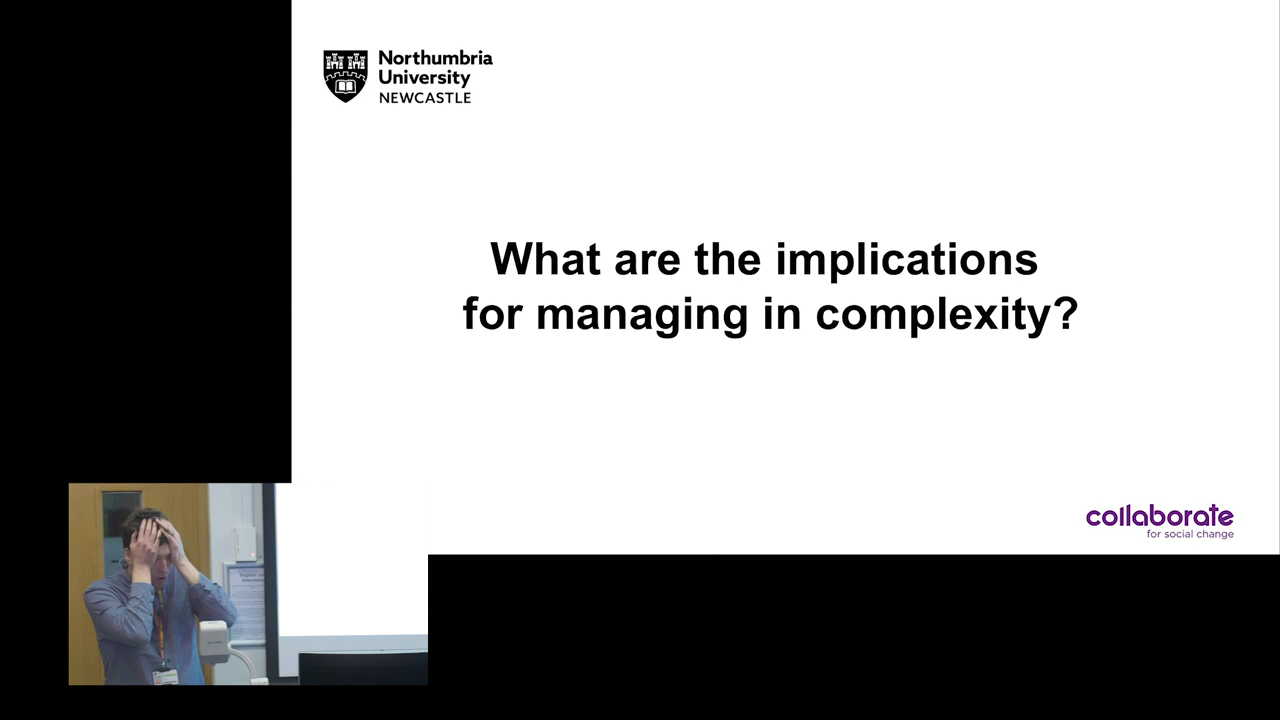 Northumbria
University
NEWCASTLE
What are the implications
for managing in complexity?
collaborate
for social change